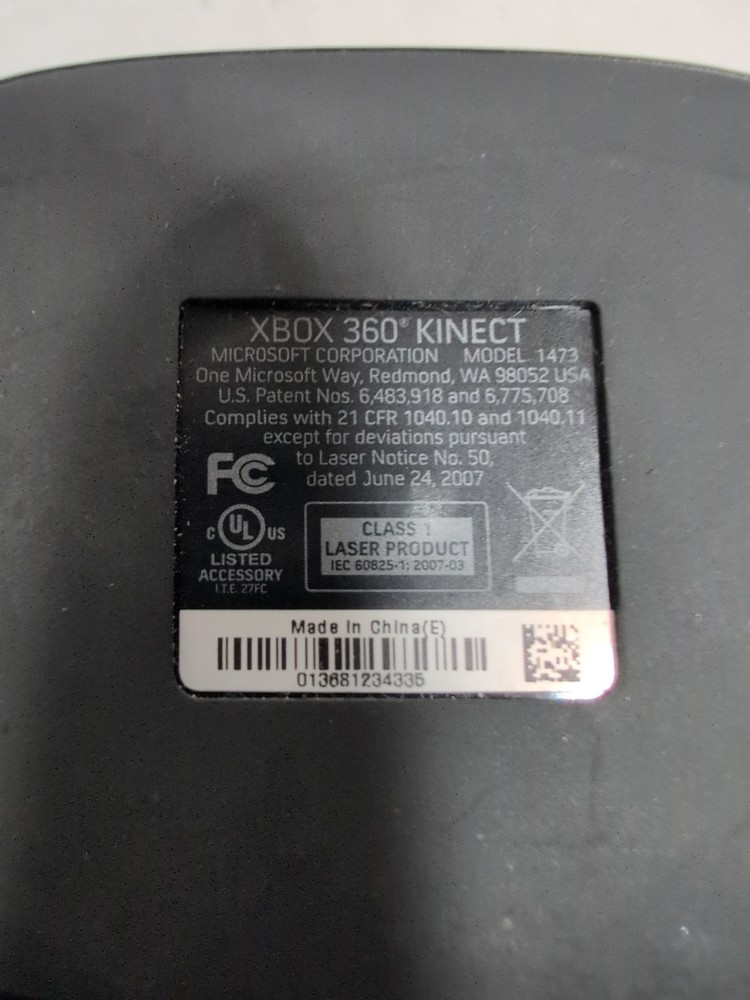 XBOX 360® KINECT
MICROSOFT CORPORATION MODEL 1473
One Microsoft Way, Redmond, WA 98052 USA
U.S. Patent Nos. 6,483,918 and 6,775,708
Complies with 21 CFR 1040.10 and 1040.11
except for deviations pursuant
to Laser Notice No. 50,
dated June 24, 2007
FC
C UL US
LISTED
ACCESSORY
I.T.E. 27FC
CLASS 1
LASER PRODUCT
IEC 60825-1: 2007-03
Made in China(E)
013681234335